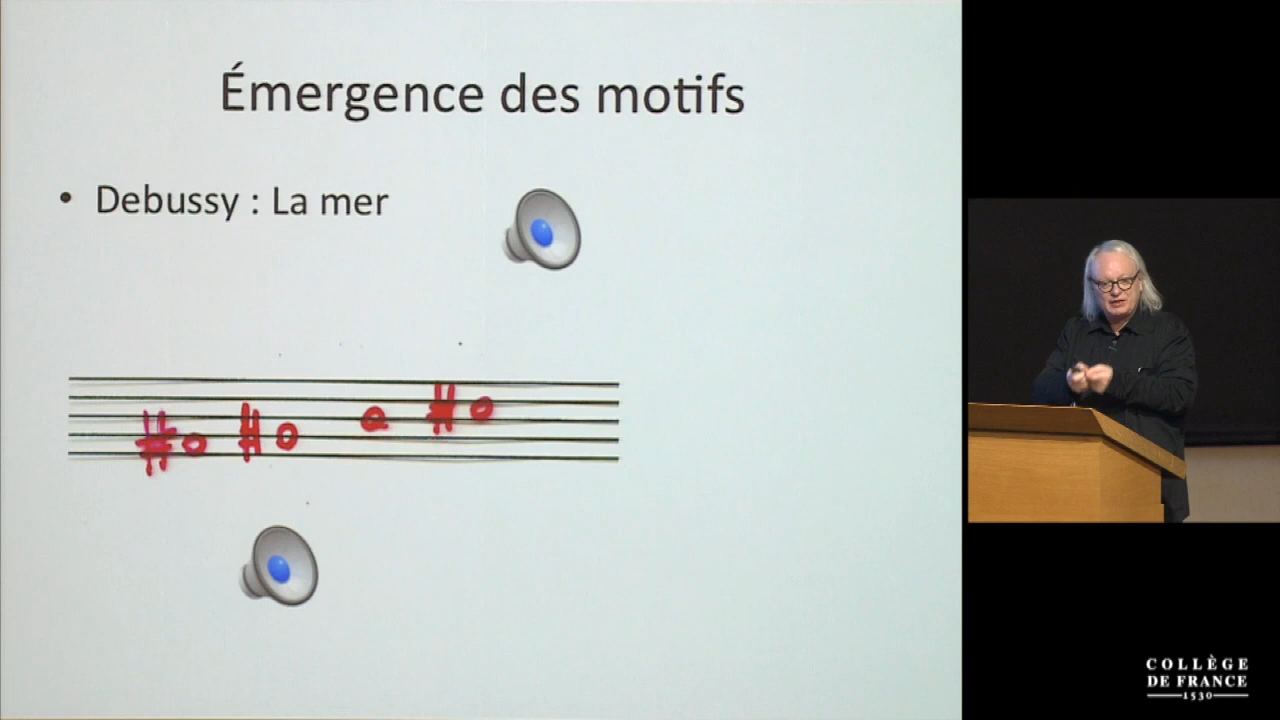 Émergence des motifs
• Debussy : La mer
COLLÈGE
DE FRANCE
1530